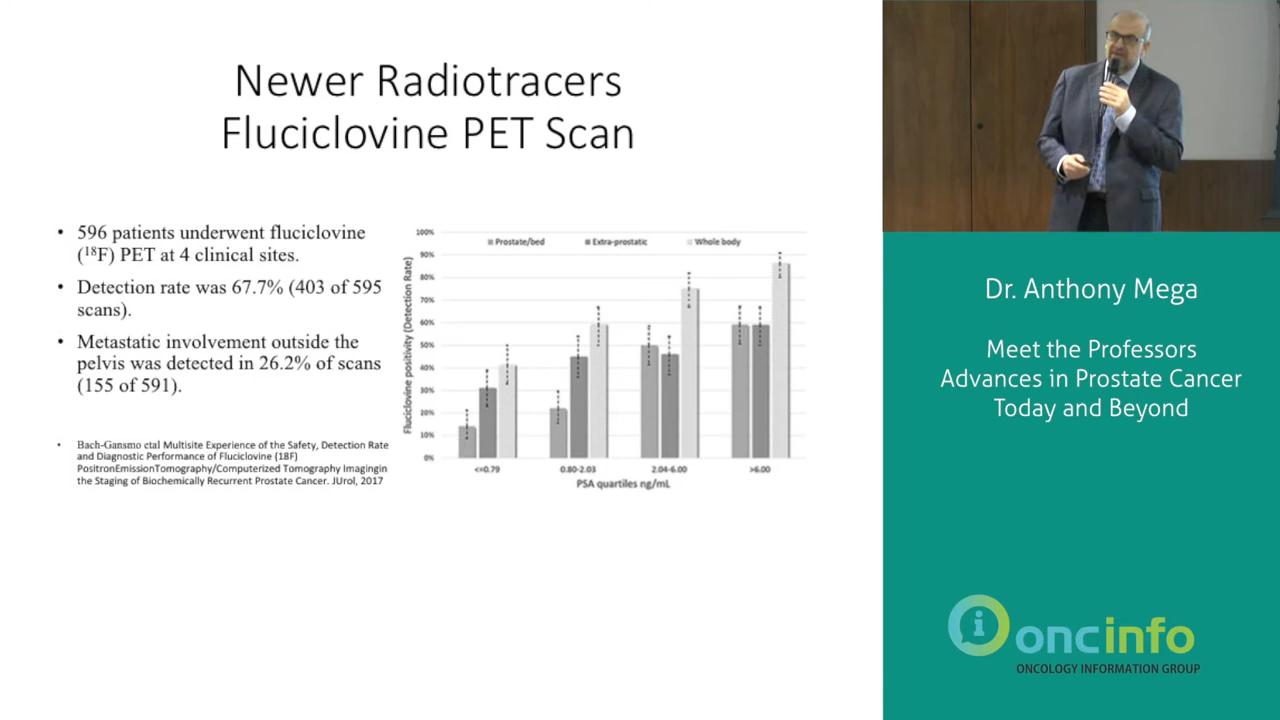 Newer Radiotracers
Fluciclovine PET Scan
• 596 patients underwent fluciclovine
(¹⁸F) PET at 4 clinical sites.
• Detection rate was 67.7% (403 of 595
scans).
• Metastatic involvement outside the
pelvis was detected in 26.2% of scans
(155 of 591).
• Bach-Gansmo etal Multisite Experience of the Safety, Detection Rate
and Diagnostic Performance of Fluciclovine (18F)
PositronEmissionTomography/Computerized Tomography Imagingin
the Staging of Biochemically Recurrent Prostate Cancer. JUrol, 2017
Prostate/bed Extra-prostatic Whole body
Fluciclovine positivity (Detection Rate)
100%
90%
80%
70%
60%
50%
40%
30%
20%
10%
0%
<=0.79 0.80-2.03 2.04-6.00 >6.00
PSA quartiles ng/mL
Dr. Anthony Mega
Meet the Professors
Advances in Prostate Cancer
Today and Beyond
i
oncinfo
ONCOLOGY INFORMATION GROUP